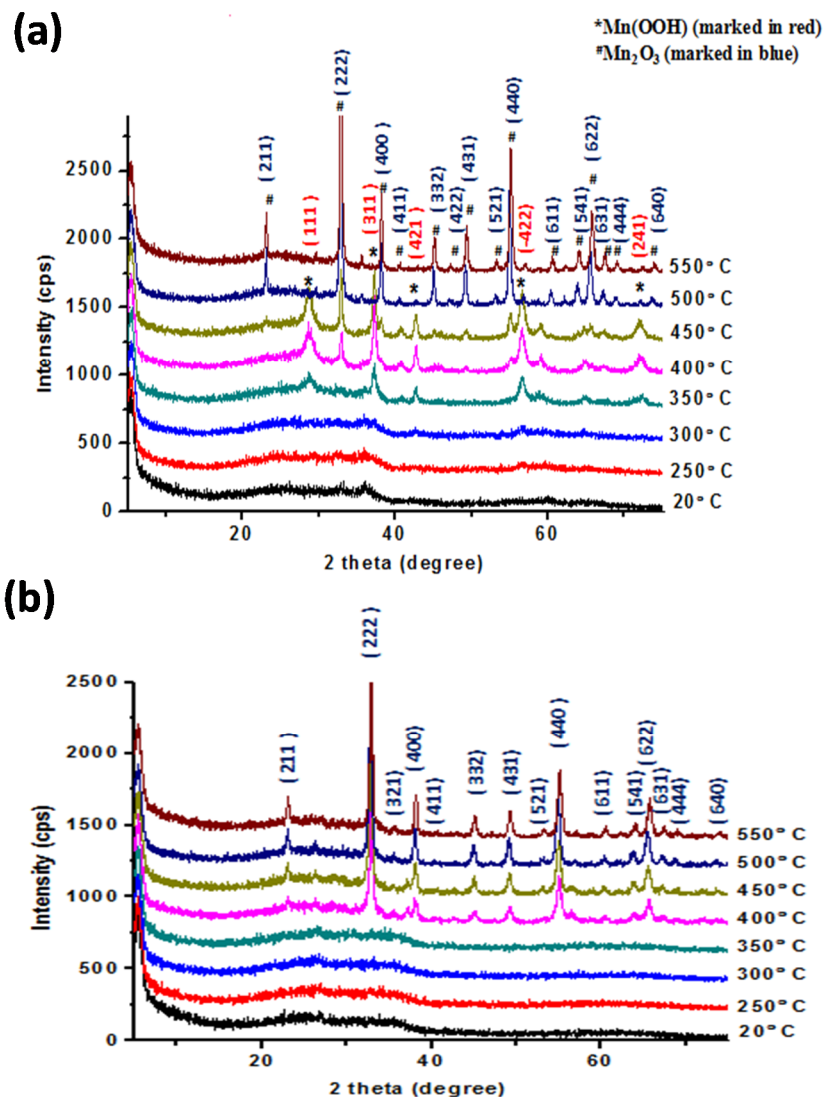 (a)
*Mn(OOH) (marked in red)
#Mn2O3 (marked in blue)
(211) # (111) * (222) # (311) * (400) # (411) # (421) * (332) # (422) # (431) # (521) # (440) # (-422) * (611) # (541) # (622) # (631) # (444) # (241) * (640) #
Intensity (cps)
2500
2000
1500
1000
500
0
550° C
500° C
450° C
400° C
350° C
300° C
250° C
20° C
20 40 60
2 theta (degree)
(b)
(211) (222) (321) (400) (411) (332) (431) (521) (440) (611) (541) (622) (631) (444) (640)
Intensity (cps)
2500
2000
1500
1000
500
0
550° C
500° C
450° C
400° C
350° C
300° C
250° C
20° C
20 40 60
2 theta (degree)